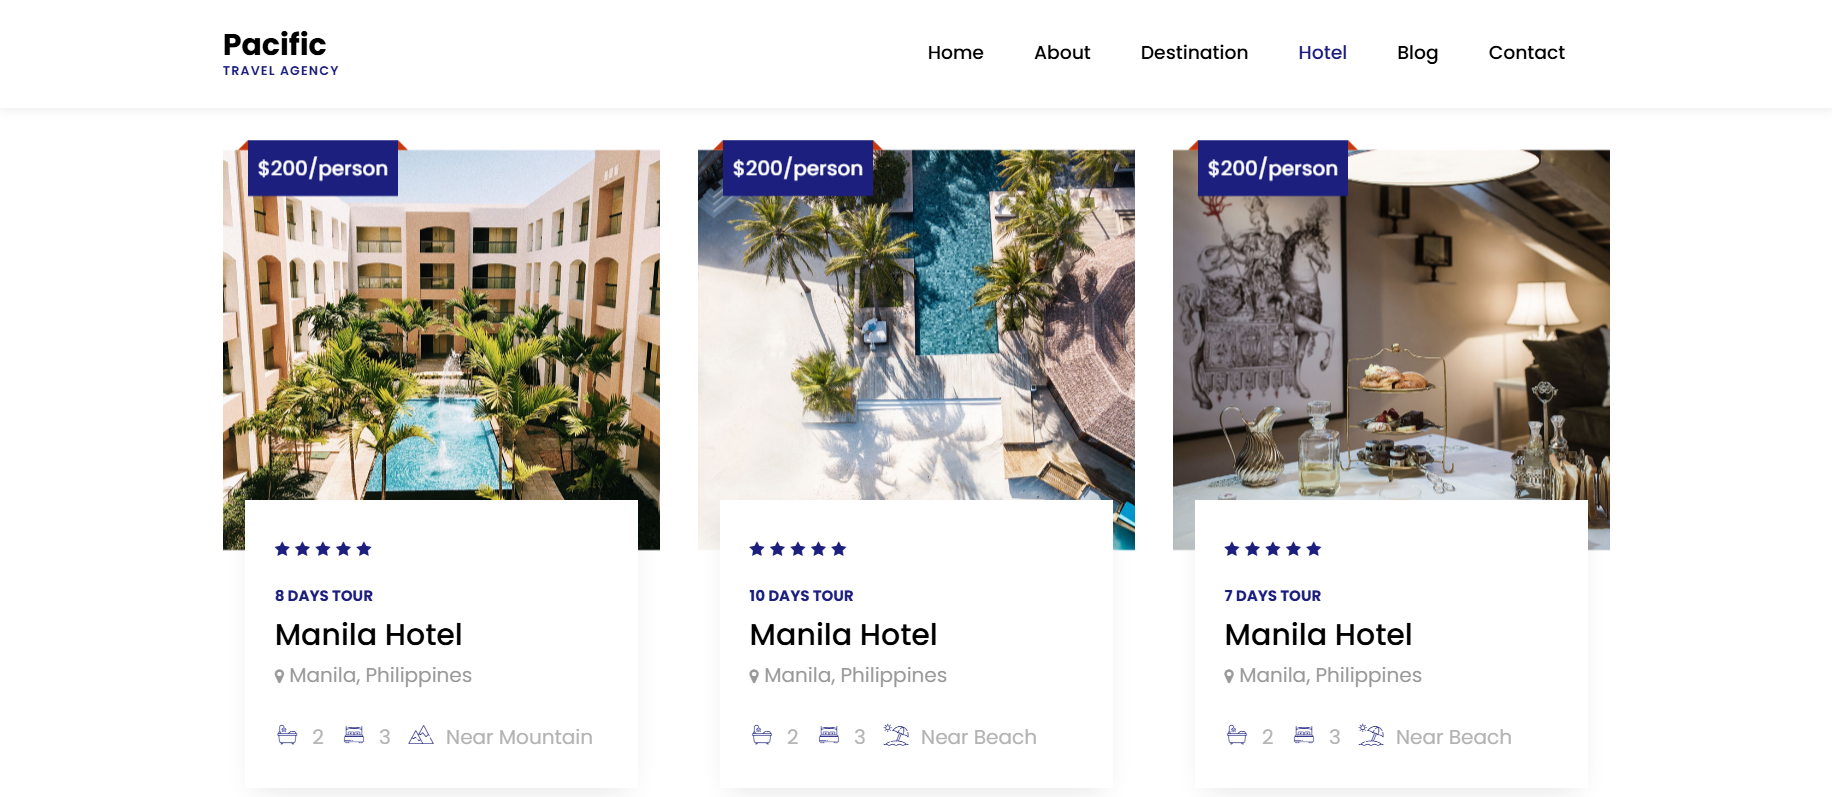 Pacific
TRAVEL AGENCY
Home About Destination Hotel Blog Contact
$200/person
8 DAYS TOUR
Manila Hotel
Manila, Philippines
2 3 Near Mountain
$200/person
10 DAYS TOUR
Manila Hotel
Manila, Philippines
2 3 Near Beach
$200/person
7 DAYS TOUR
Manila Hotel
Manila, Philippines
2 3 Near Beach